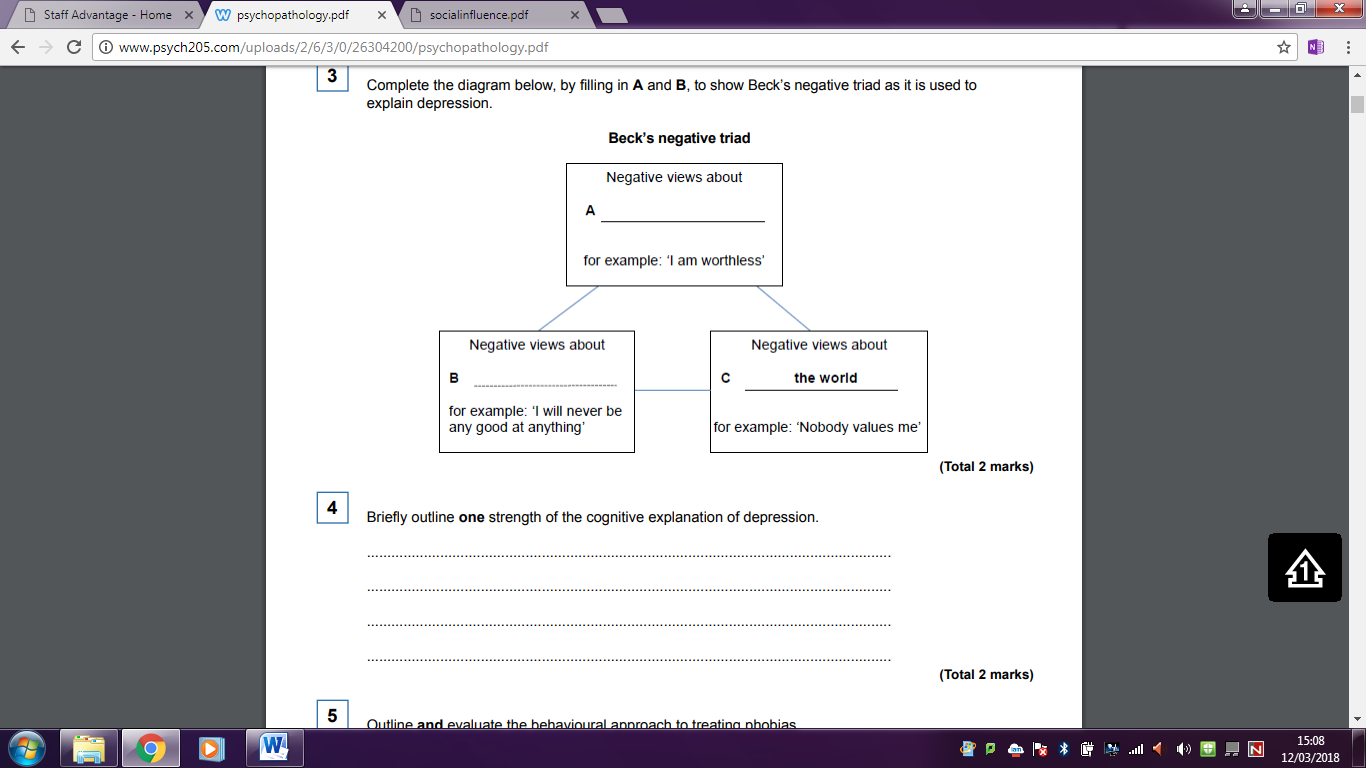 Staff Advantage - Home
psychopathology.pdf
socialinfluence.pdf
www.psych205.com/uploads/2/6/3/0/26304200/psychopathology.pdf
3
Complete the diagram below, by filling in A and B, to show Beck's negative triad as it is used to
explain depression.
Beck's negative triad
Negative views about
A
for example: 'I am worthless'
Negative views about
B
for example: 'I will never be
any good at anything'
Negative views about
C the world
for example: 'Nobody values me'
(Total 2 marks)
4
Briefly outline one strength of the cognitive explanation of depression.
(Total 2 marks)
1
5
Outline and evaluate the behavioural approach to treating phobias
15:08
12/03/2018